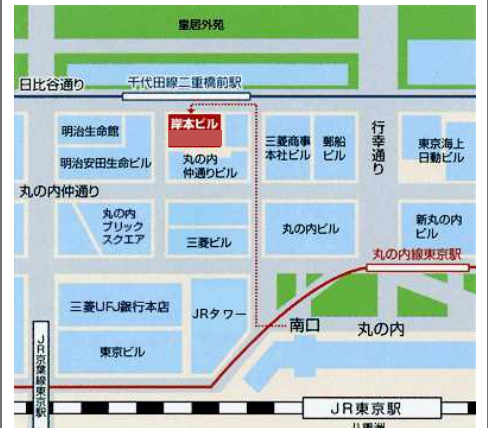 皇居外苑
日比谷通り
千代田線二重橋前駅
明治生命館
岸本ビル
三菱商事
本社ビル
郵船
ビル
行幸通り
東京海上
日動ビル
明治安田生命ビル
丸の内
仲通りビル
丸の内仲通り
丸の内
ブリック
スクエア
三菱ビル
丸の内ビル
新丸の内
ビル
丸の内線東京駅
三菱UFJ銀行本店
JRタワー
南口
丸の内
東京ビル
JR京葉線東京駅
JR東京駅
八重洲